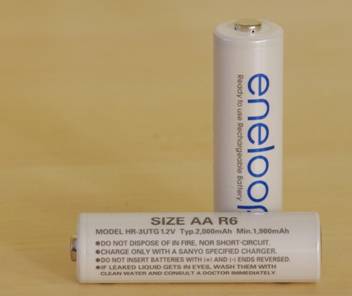 eneloop
Ready to use Rechargeable Battery
SIZE AA R6
MODEL HR-3UTG 1.2V Typ.2,000mAh Min.1,900mAh
●DO NOT DISPOSE OF IN FIRE, NOR SHORT-CIRCUIT.
●CHARGE ONLY WITH A SANYO SPECIFIED CHARGER.
●DO NOT INSERT BATTERIES WITH (+) AND (-) ENDS REVERSED.
●IF LEAKED LIQUID GETS IN EYES, WASH THEM WITH
CLEAN WATER AND CONSULT A DOCTOR IMMEDIATELY.